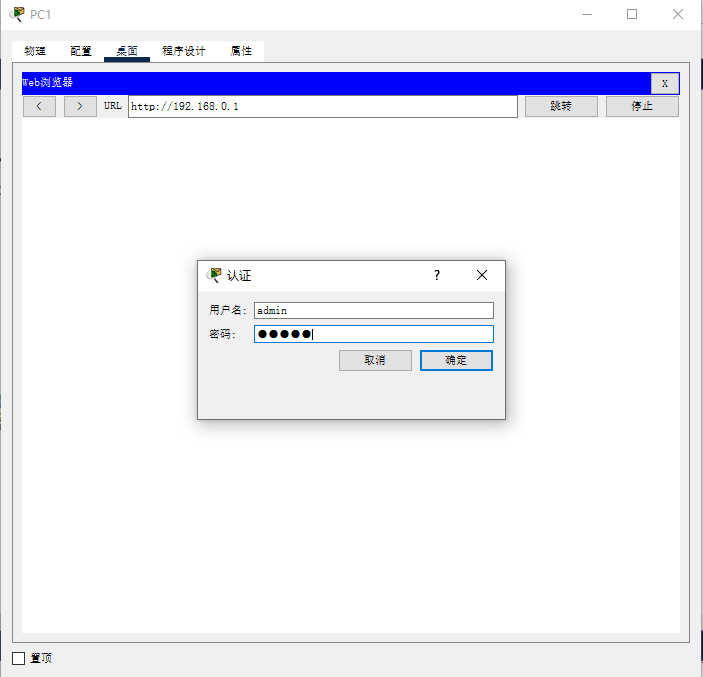 PC1
物理 配置 桌面 程序设计 属性
Web浏览器 X
< > URL http://192.168.0.1 跳转 停止
认证 ?
用户名: admin
密码: ●●●●●
取消 确定
置顶